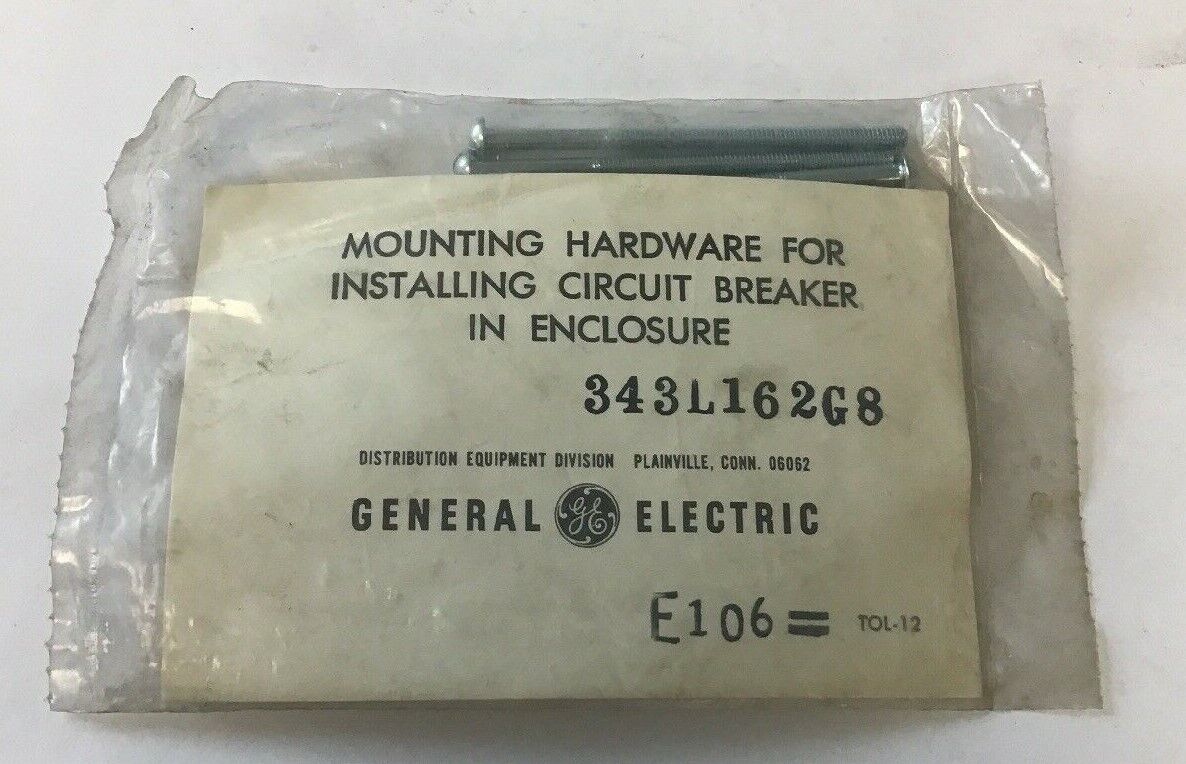 MOUNTING HARDWARE FOR
INSTALLING CIRCUIT BREAKER
IN ENCLOSURE
343L162G8
DISTRIBUTION EQUIPMENT DIVISION PLAINVILLE, CONN. 06062
GENERAL GE ELECTRIC
E106= TOL-12